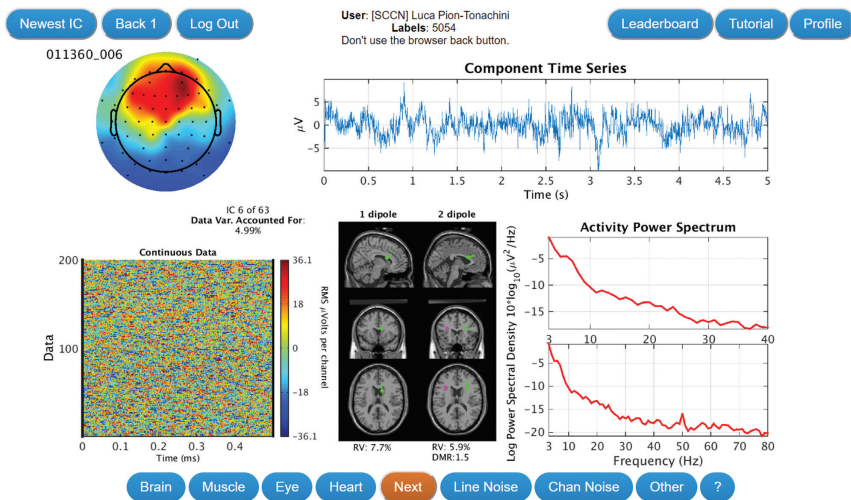 Newest IC
Back 1
Log Out
User: [SCCN] Luca Pion-Tonachini
Labels: 5054
Don't use the browser back button.
Leaderboard
Tutorial
Profile
011360_006
Component Time Series
5
0
-5
μV
0 0.5 1 1.5 2 2.5 3 3.5 4 4.5 5
Time (s)
IC 6 of 63
Data Var. Accounted For:
4.99%
Continuous Data
200
100
Data
0 0.2 0.4
Time (ms)
36.1
18
0
-18
-36.1
RMS μVolts per channel
1 dipole
2 dipole
RV: 7.7%
RV: 5.9%
DMR:1.5
Activity Power Spectrum
Log Power Spectral Density 10*log10(μV2/Hz)
-5
-10
-15
3 10 20 30 40
-5
-10
-15
-20
3 10 20 30 40 50 60 70 80
Frequency (Hz)
Brain
Muscle
Eye
Heart
Next
Line Noise
Chan Noise
Other
?